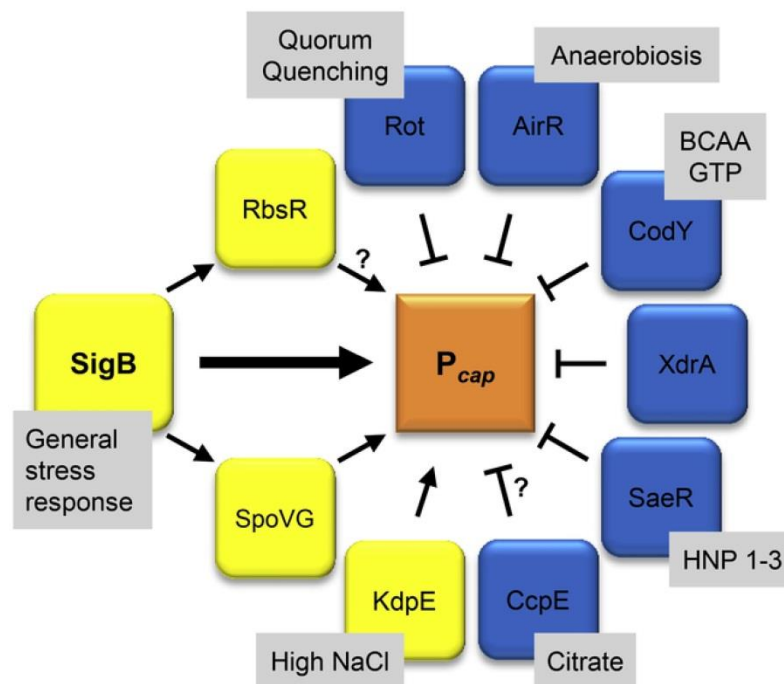 Quorum
Quenching
Anaerobiosis
Rot
AirR
BCAA
GTP
RbsR
CodY
?
SigB
P cap
XdrA
General
stress
response
SpoVG
?
SaeR
HNP 1-3
KdpE
CcpE
High NaCl
Citrate